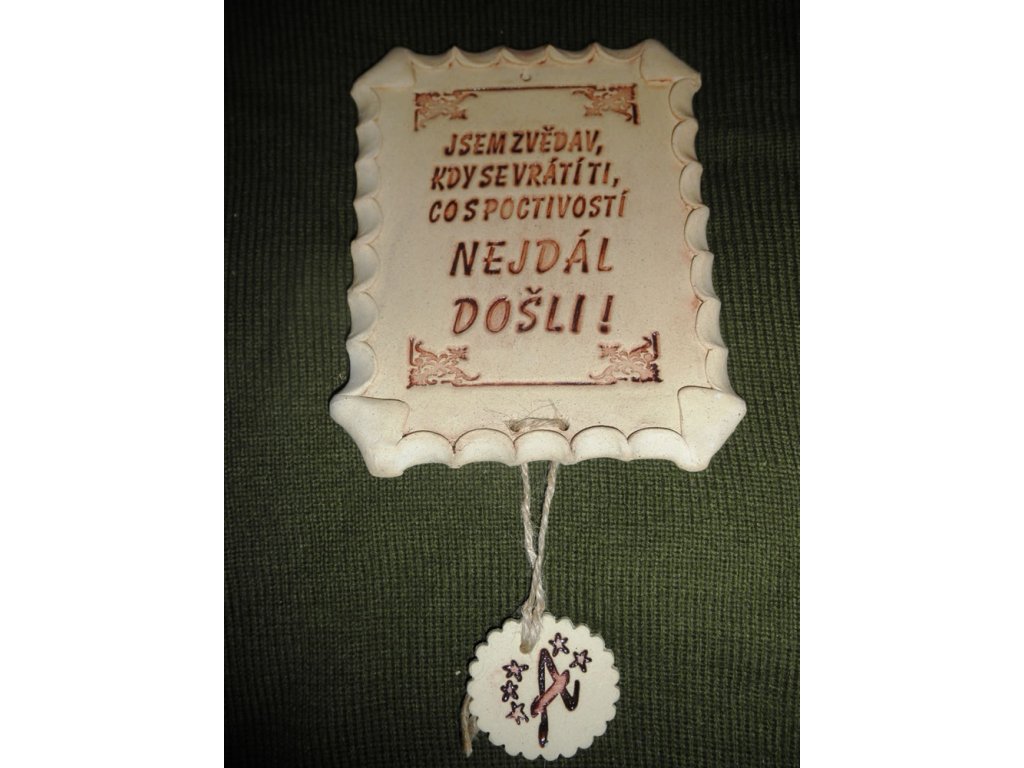 JSEM ZVĚDAV,
KDY SE VRÁTÍ TI,
CO S POCTIVOSTÍ
NEJDÁL
DOŠLI!